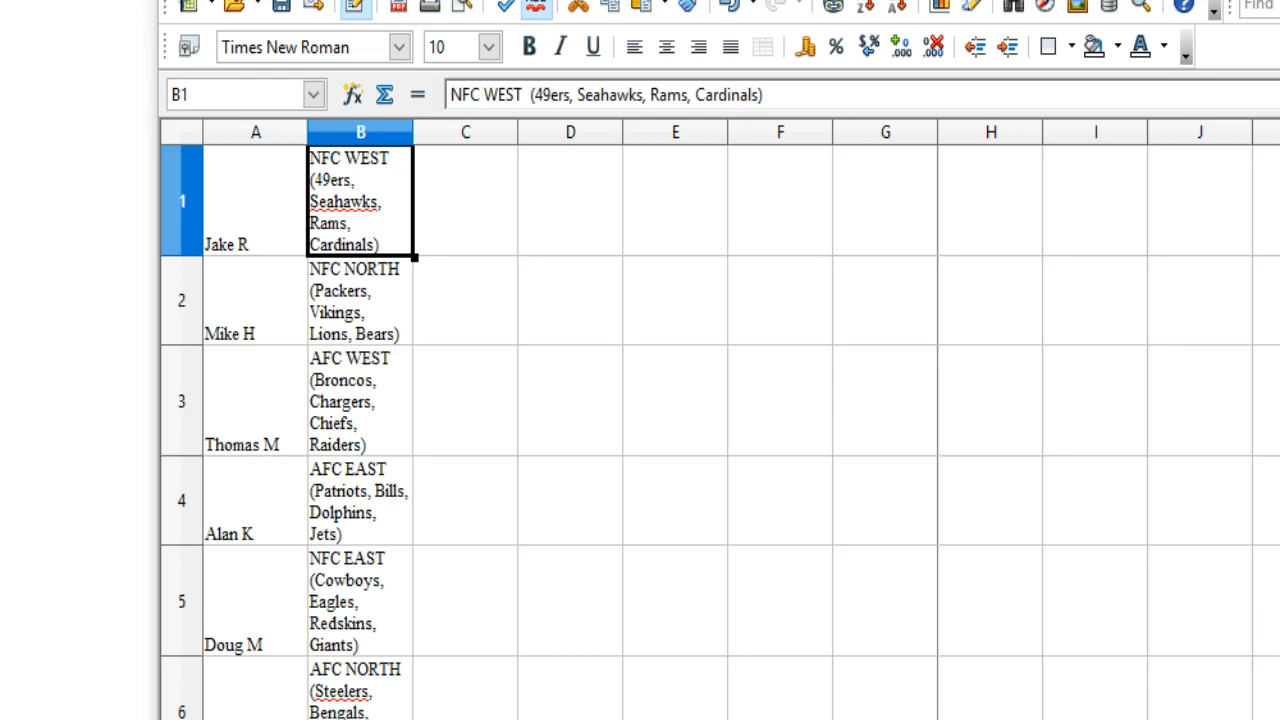 Find
Times New Roman
10
B I U
B1
NFC WEST  (49ers, Seahawks, Rams, Cardinals)
A B C D E F G H I J
1
Jake R
NFC WEST
(49ers,
Seahawks,
Rams,
Cardinals)
2
Mike H
NFC NORTH
(Packers,
Vikings,
Lions, Bears)
3
Thomas M
AFC WEST
(Broncos,
Chargers,
Chiefs,
Raiders)
4
Alan K
AFC EAST
(Patriots, Bills,
Dolphins,
Jets)
5
Doug M
NFC EAST
(Cowboys,
Eagles,
Redskins,
Giants)
6
AFC NORTH
(Steelers,
Bengals,